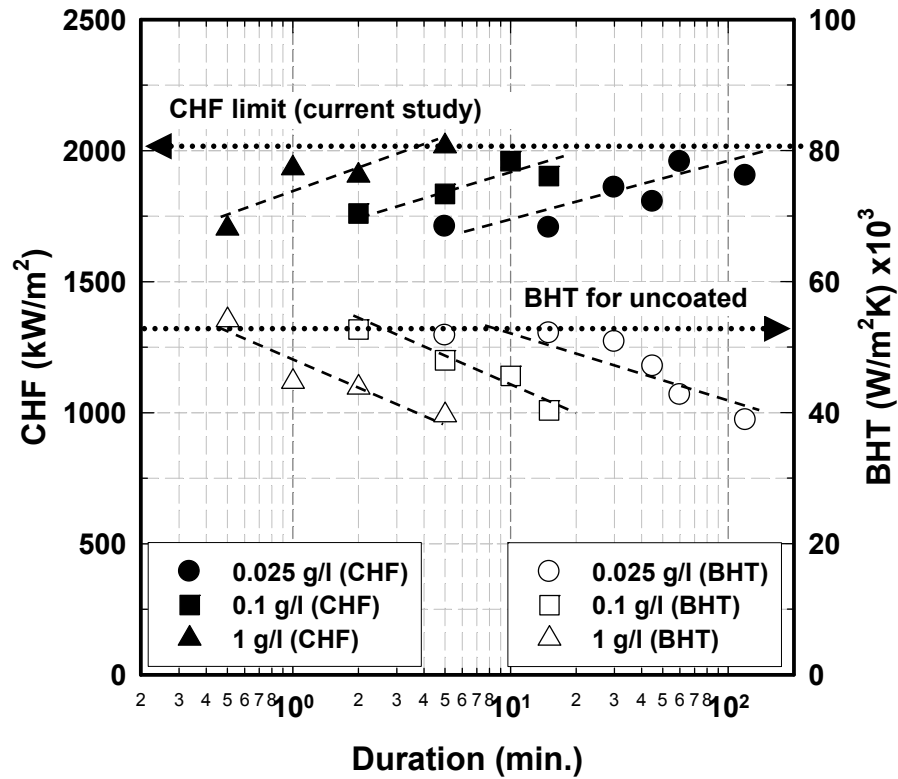 2500
2000
1500
1000
500
0
CHF (kW/m²)
100
80
60
40
20
0
BHT (W/m²K) x10³
CHF limit (current study)
BHT for uncoated
0.025 g/l (CHF)
0.1 g/l (CHF)
1 g/l (CHF)
0.025 g/l (BHT)
0.1 g/l (BHT)
1 g/l (BHT)
2 3 4 5 6 7 8 10⁰ 2 3 4 5 6 7 8 10¹ 2 3 4 5 6 7 8 10² 2
Duration (min.)